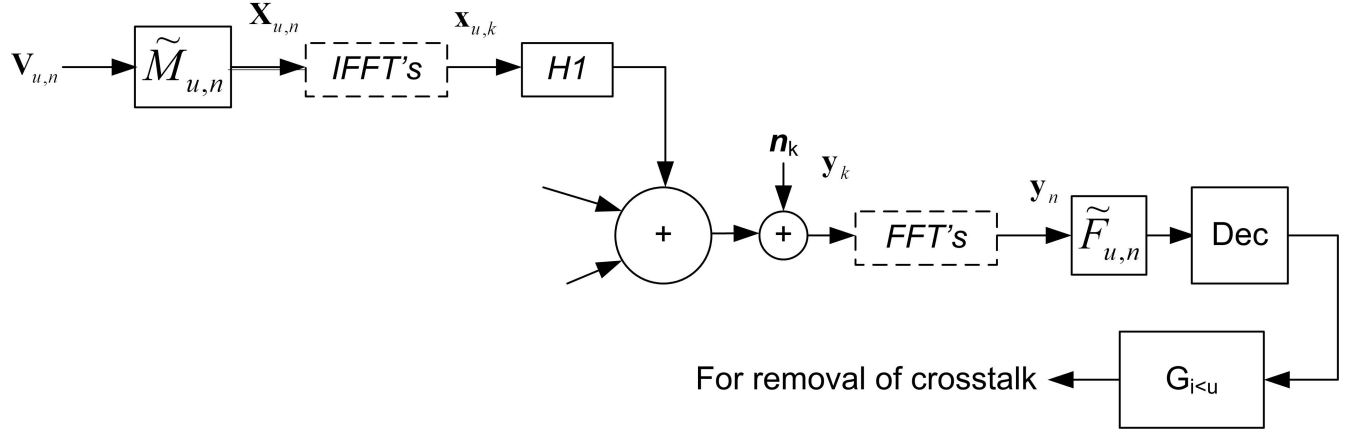 V_{u,n}
M̃_{u,n}
X_{u,n}
IFFT's
x_{u,k}
H1
+
n_k
+
y_k
FFT's
y_n
F̃_{u,n}
Dec
G_{i<u}
For removal of crosstalk